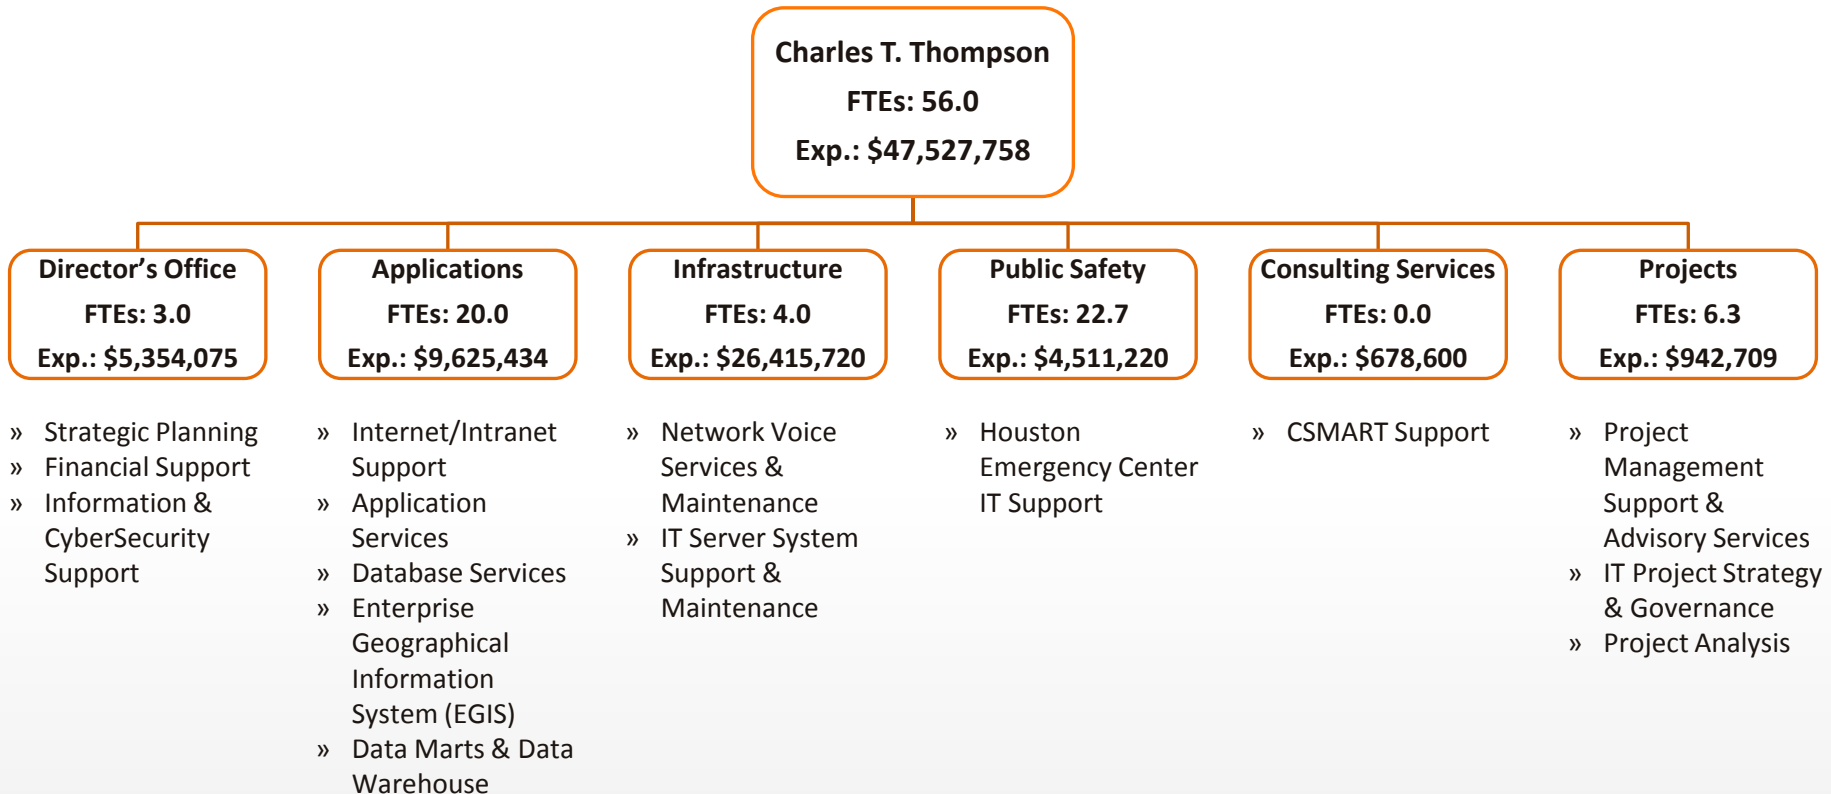 Charles T. Thompson
FTEs: 56.0
Exp.: $47,527,758
Director’s Office
FTEs: 3.0
Exp.: $5,354,075
Applications
FTEs: 20.0
Exp.: $9,625,434
Infrastructure
FTEs: 4.0
Exp.: $26,415,720
Public Safety
FTEs: 22.7
Exp.: $4,511,220
Consulting Services
FTEs: 0.0
Exp.: $678,600
Projects
FTEs: 6.3
Exp.: $942,709
» Strategic Planning
» Financial Support
» Information &
CyberSecurity
Support
» Internet/Intranet
Support
» Application
Services
» Database Services
» Enterprise
Geographical
Information
System (EGIS)
» Data Marts & Data
Warehouse
» Network Voice
Services &
Maintenance
» IT Server System
Support &
Maintenance
» Houston
Emergency Center
IT Support
» CSMART Support
» Project
Management
Support &
Advisory Services
» IT Project Strategy
& Governance
» Project Analysis